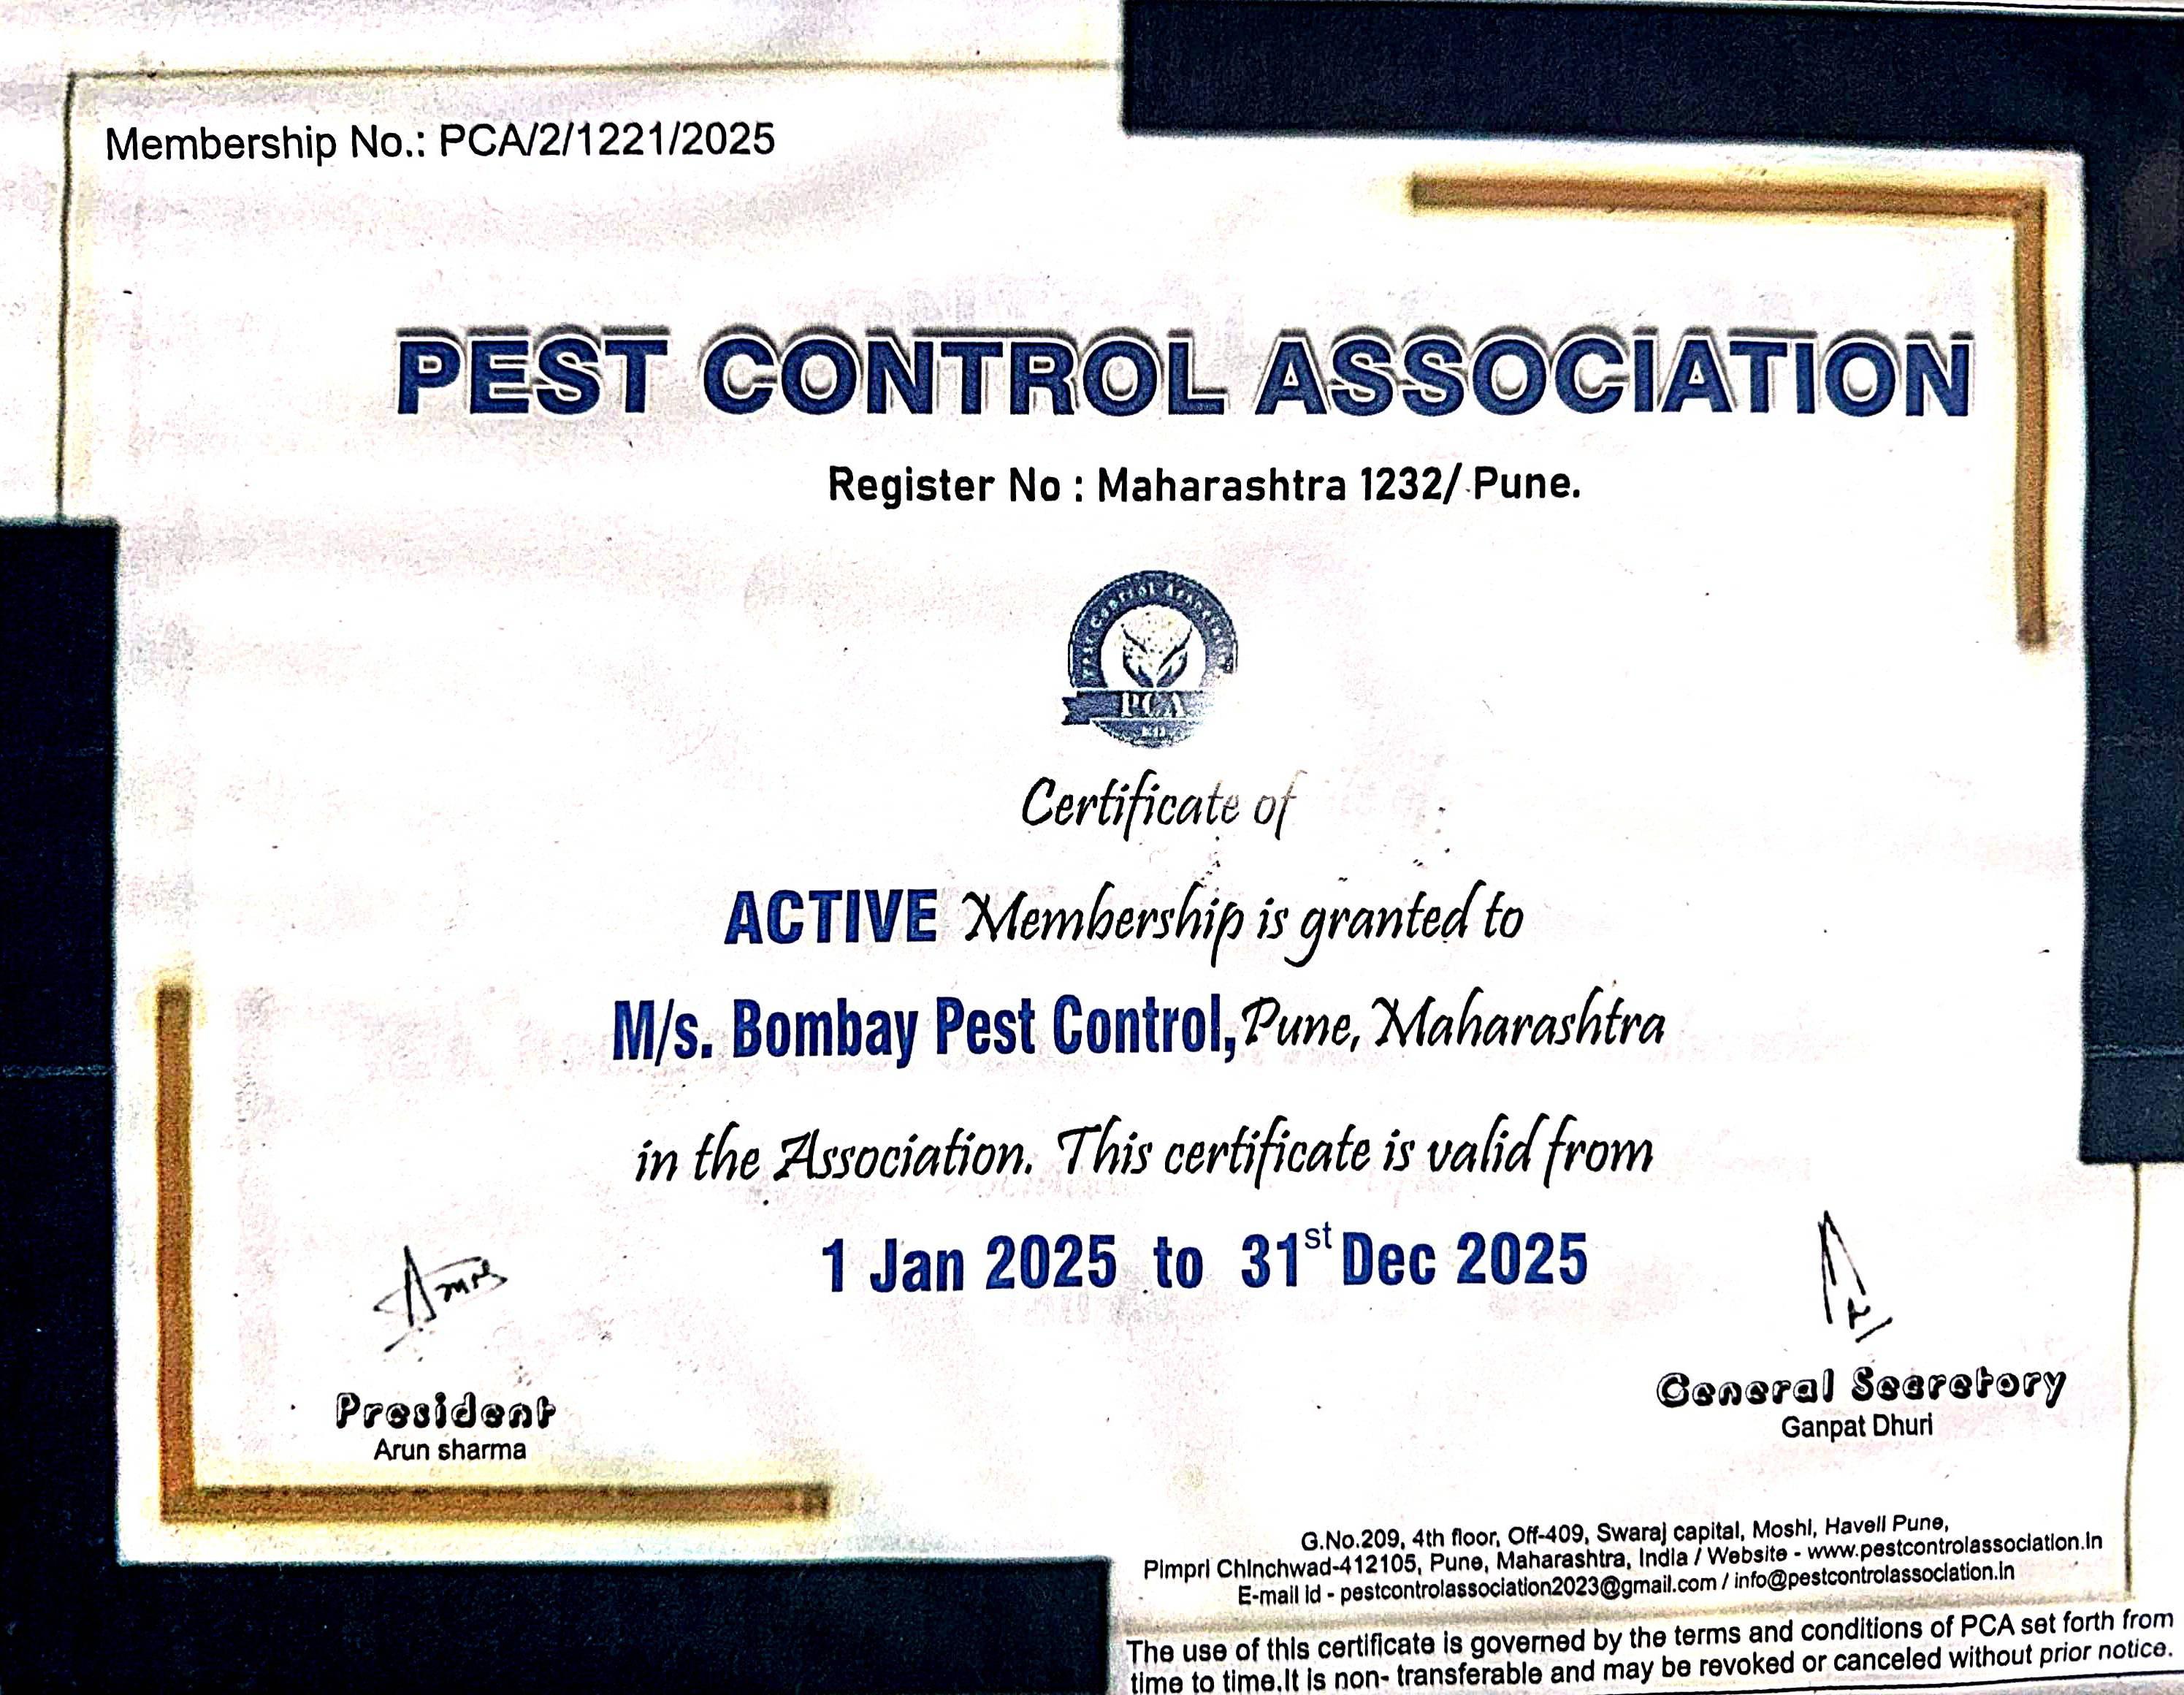 Membership No.: PCA/2/1221/2025
PEST CONTROL ASSOCIATION
Register No : Maharashtra 1232/ Pune.
Pest Control Association
PCA
Certificate of
ACTIVE Membership is granted to
M/s. Bombay Pest Control, Pune, Maharashtra
in the Association. This certificate is valid from
1 Jan 2025 to 31st Dec 2025
President
Arun sharma
General Secretory
Ganpat Dhuri
G.No.209, 4th floor, Off-409, Swaraj capital, Moshi, Haveli Pune,
Pimpri Chinchwad-412105, Pune, Maharashtra, India / Website - www.pestcontrolassociation.in
E-mail id - pestcontrolassociation2023@gmail.com / info@pestcontrolassociation.in
The use of this certificate is governed by the terms and conditions of PCA set forth from
time to time.It is non- transferable and may be revoked or canceled without prior notice.